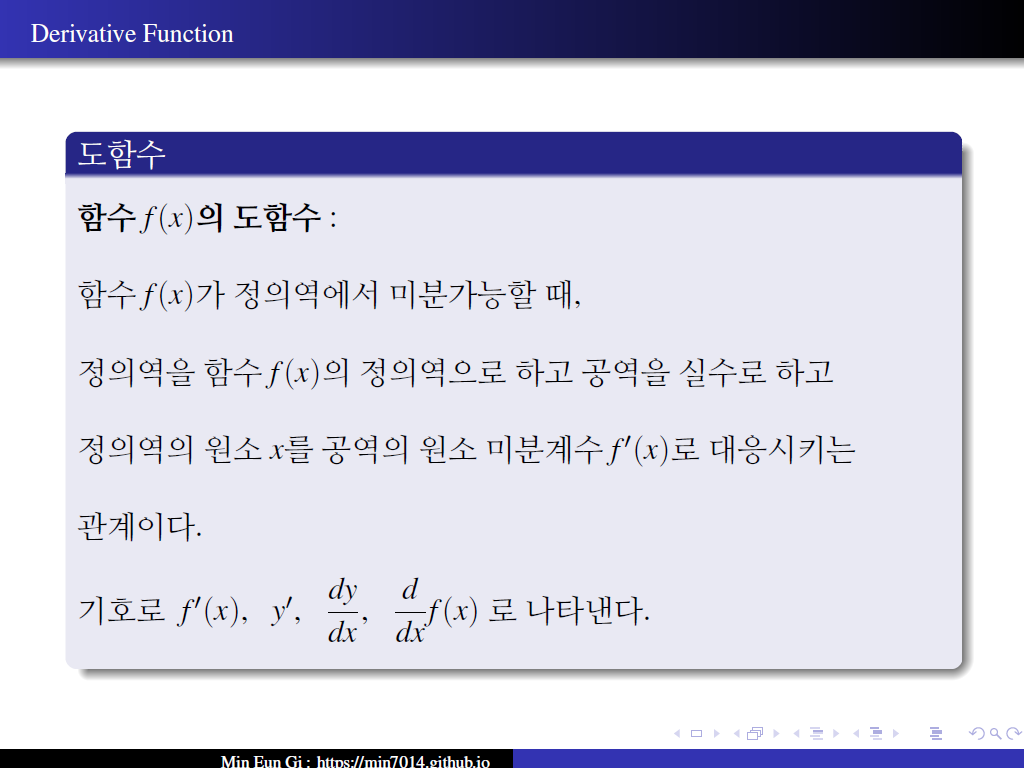 Derivative Function
도함수
함수 f(x)의 도함수 :
함수 f(x)가 정의역에서 미분가능할 때,
정의역을 함수 f(x)의 정의역으로 하고 공역을 실수로 하고
정의역의 원소 x를 공역의 원소 미분계수 f′(x)로 대응시키는
관계이다.
기호로 f′(x), y′, dy/dx, d/dx f(x) 로 나타낸다.
Min Eun Gi : https://min7014.github.io